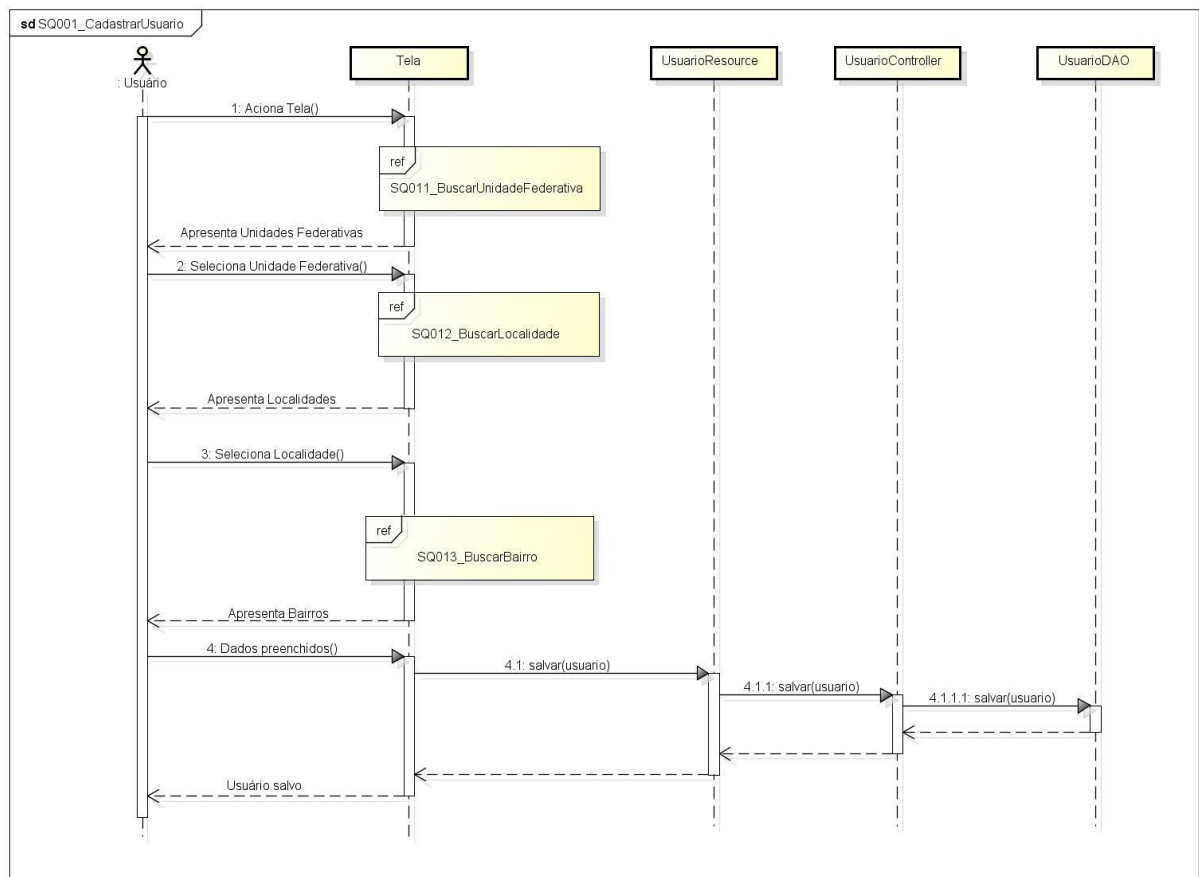 sd SQ001_CadastrarUsuario
: Usuário
Tela
UsuarioResource
UsuarioController
UsuarioDAO
1: Aciona Tela()
ref
SQ011_BuscarUnidadeFederativa
Apresenta Unidades Federativas
2: Seleciona Unidade Federativa()
ref
SQ012_BuscarLocalidade
Apresenta Localidades
3: Seleciona Localidade()
ref
SQ013_BuscarBairro
Apresenta Bairros
4: Dados preenchidos()
4.1: salvar(usuario)
4.1.1: salvar(usuario)
4.1.1.1: salvar(usuario)
Usuário salvo